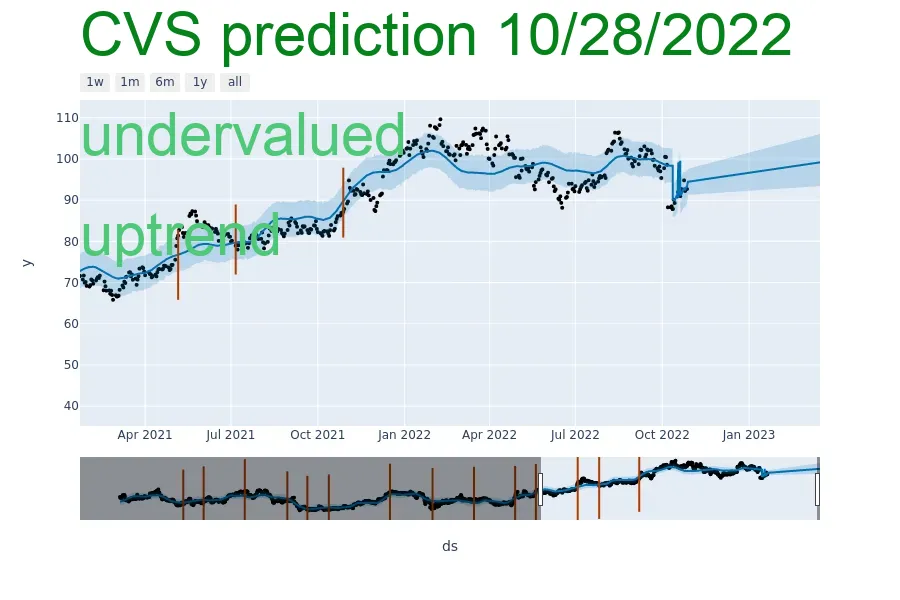 CVS prediction 10/28/2022
1w 1m 6m 1y all
undervalued
uptrend
y
110
100
90
80
70
60
50
40
Apr 2021 Jul 2021 Oct 2021 Jan 2022 Apr 2022 Jul 2022 Oct 2022 Jan 2023
ds